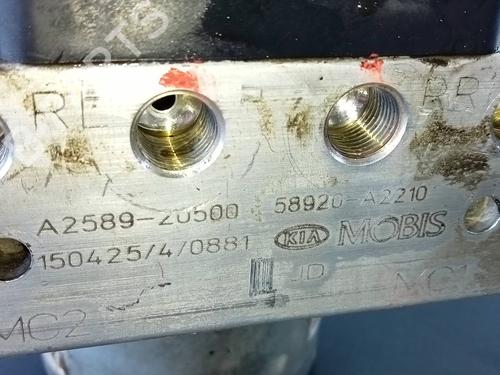 RL RR
A2589-20500 58920-A2210
150425/4/0881 KIA MOBIS
JD
MC2 MC1